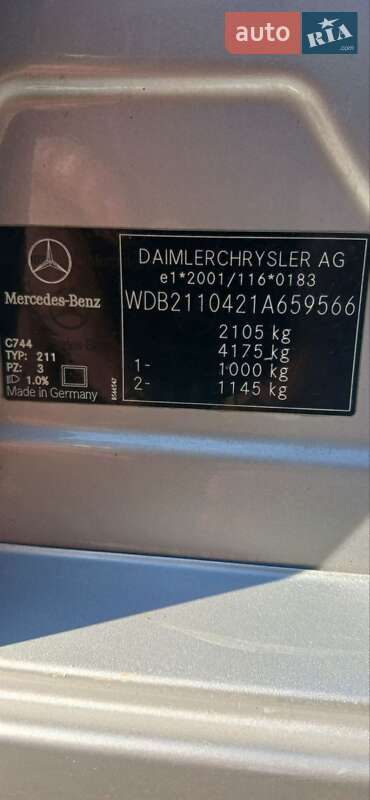 auto RIA.com
DAIMLERCHRYSLER AG
e1*2001/116*0183
WDB2110421A659566
2105 kg
4175 kg
1- 1000 kg
2- 1145 kg
Mercedes-Benz
C744
TYP: 211
PZ: 3
1.0%
Made in Germany